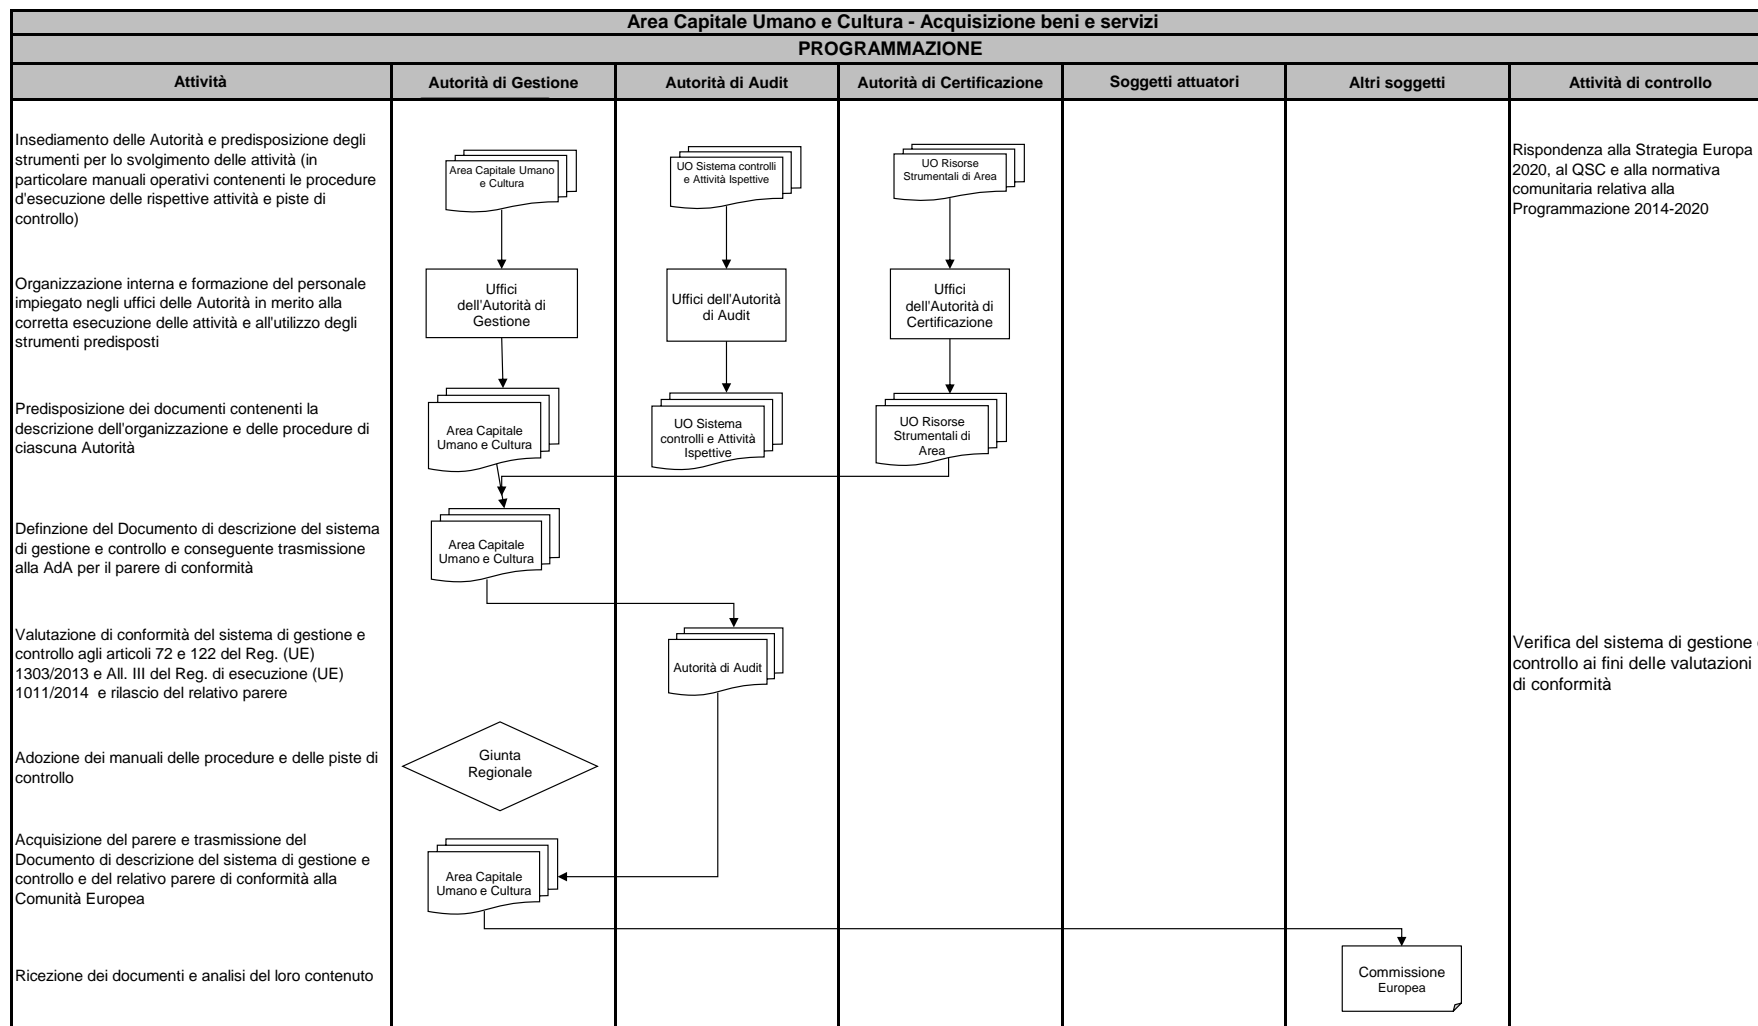 Area Capitale Umano e Cultura - Acquisizione beni e servizi
PROGRAMMAZIONE
Attività
Autorità di Gestione
Autorità di Audit
Autorità di Certificazione
Soggetti attuatori
Altri soggetti
Attività di controllo
Insediamento delle Autorità e predisposizione degli
strumenti per lo svolgimento delle attività (in
particolare manuali operativi contenenti le procedure
d'esecuzione delle rispettive attività e piste di
controllo)
Area Capitale Umano
e Cultura
UO Sistema controlli
e Attività Ispettive
UO Risorse
Strumentali di Area
Rispondenza alla Strategia Europa
2020, al QSC e alla normativa
comunitaria relativa alla
Programmazione 2014-2020
Organizzazione interna e formazione del personale
impiegato negli uffici delle Autorità in merito alla
corretta esecuzione delle attività e all'utilizzo degli
strumenti predisposti
Uffici
dell'Autorità di
Gestione
Uffici dell'Autorità
di Audit
Uffici
dell'Autorità di
Certificazione
Predisposizione dei documenti contenenti la
descrizione dell'organizzazione e delle procedure di
ciascuna Autorità
Area Capitale
Umano e Cultura
UO Sistema
controlli e Attività
Ispettive
UO Risorse
Strumentali di
Area
Definzione del Documento di descrizione del sistema
di gestione e controllo e conseguente trasmissione
alla AdA per il parere di conformità
Area Capitale
Umano e Cultura
Valutazione di conformità del sistema di gestione e
controllo agli articoli 72 e 122 del Reg. (UE)
1303/2013 e All. III del Reg. di esecuzione (UE)
1011/2014 e rilascio del relativo parere
Autorità di Audit
Verifica del sistema di gestione
controllo ai fini delle valutazioni
di conformità
Adozione dei manuali delle procedure e delle piste di
controllo
Giunta
Regionale
Acquisizione del parere e trasmissione del
Documento di descrizione del sistema di gestione e
controllo e del relativo parere di conformità alla
Comunità Europea
Area Capitale
Umano e Cultura
Ricezione dei documenti e analisi del loro contenuto
Commissione
Europea